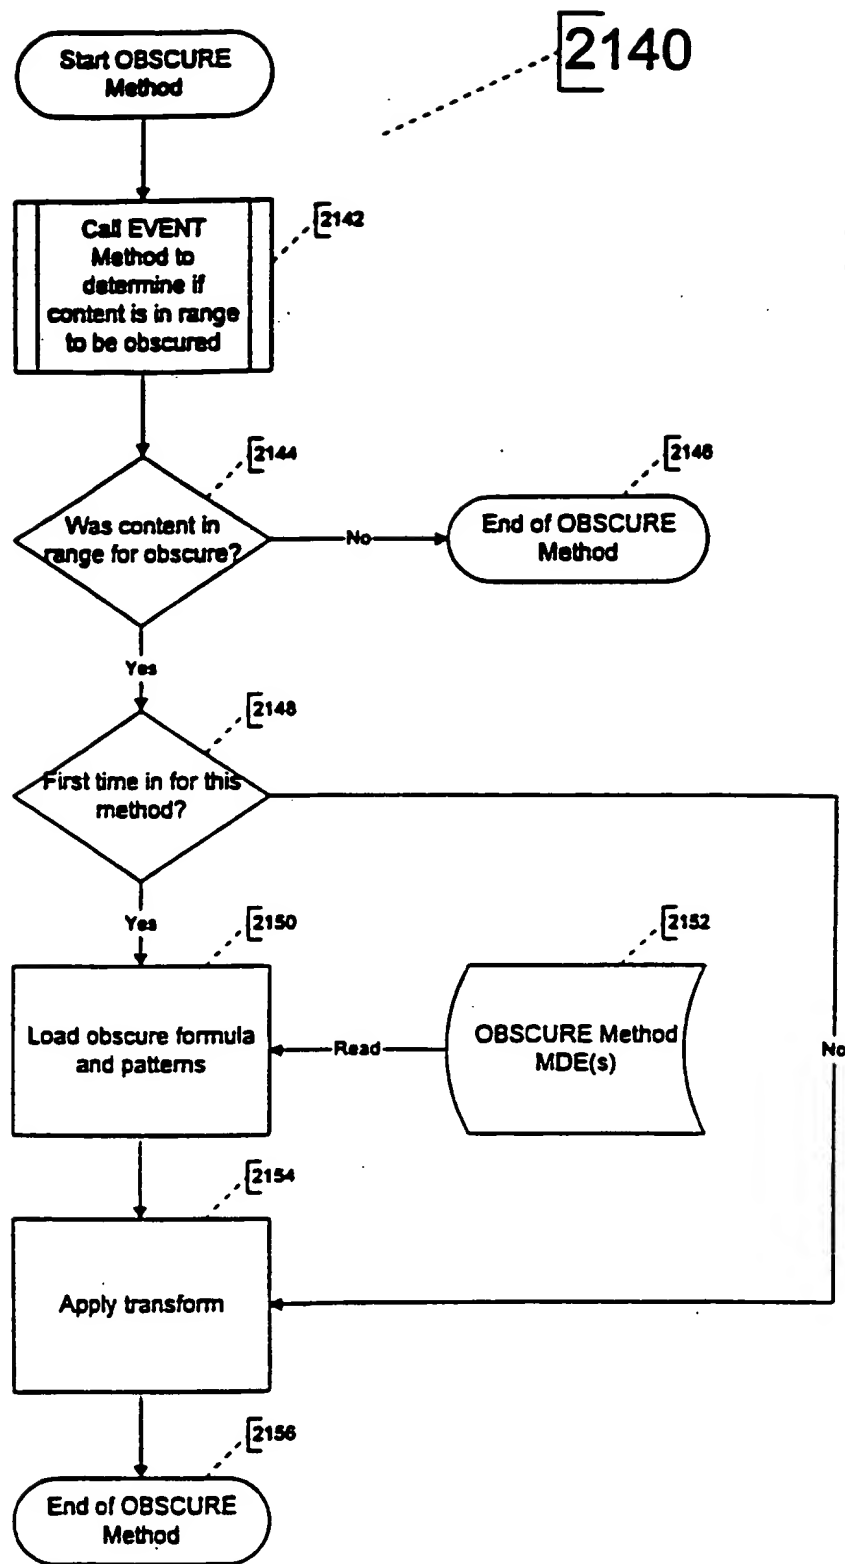 2140
Start OBSCURE
Method
2142
Call EVENT
Method to
determine if
content is in range
to be obscured
2144
2146
Was content in
range for obscure?
No
End of OBSCURE
Method
Yes
2148
First time in for this
method?
Yes
2150
2152
Load obscure formula
and patterns
Read
OBSCURE Method
MDE(s)
No
2154
Apply transform
2156
End of OBSCURE
Method